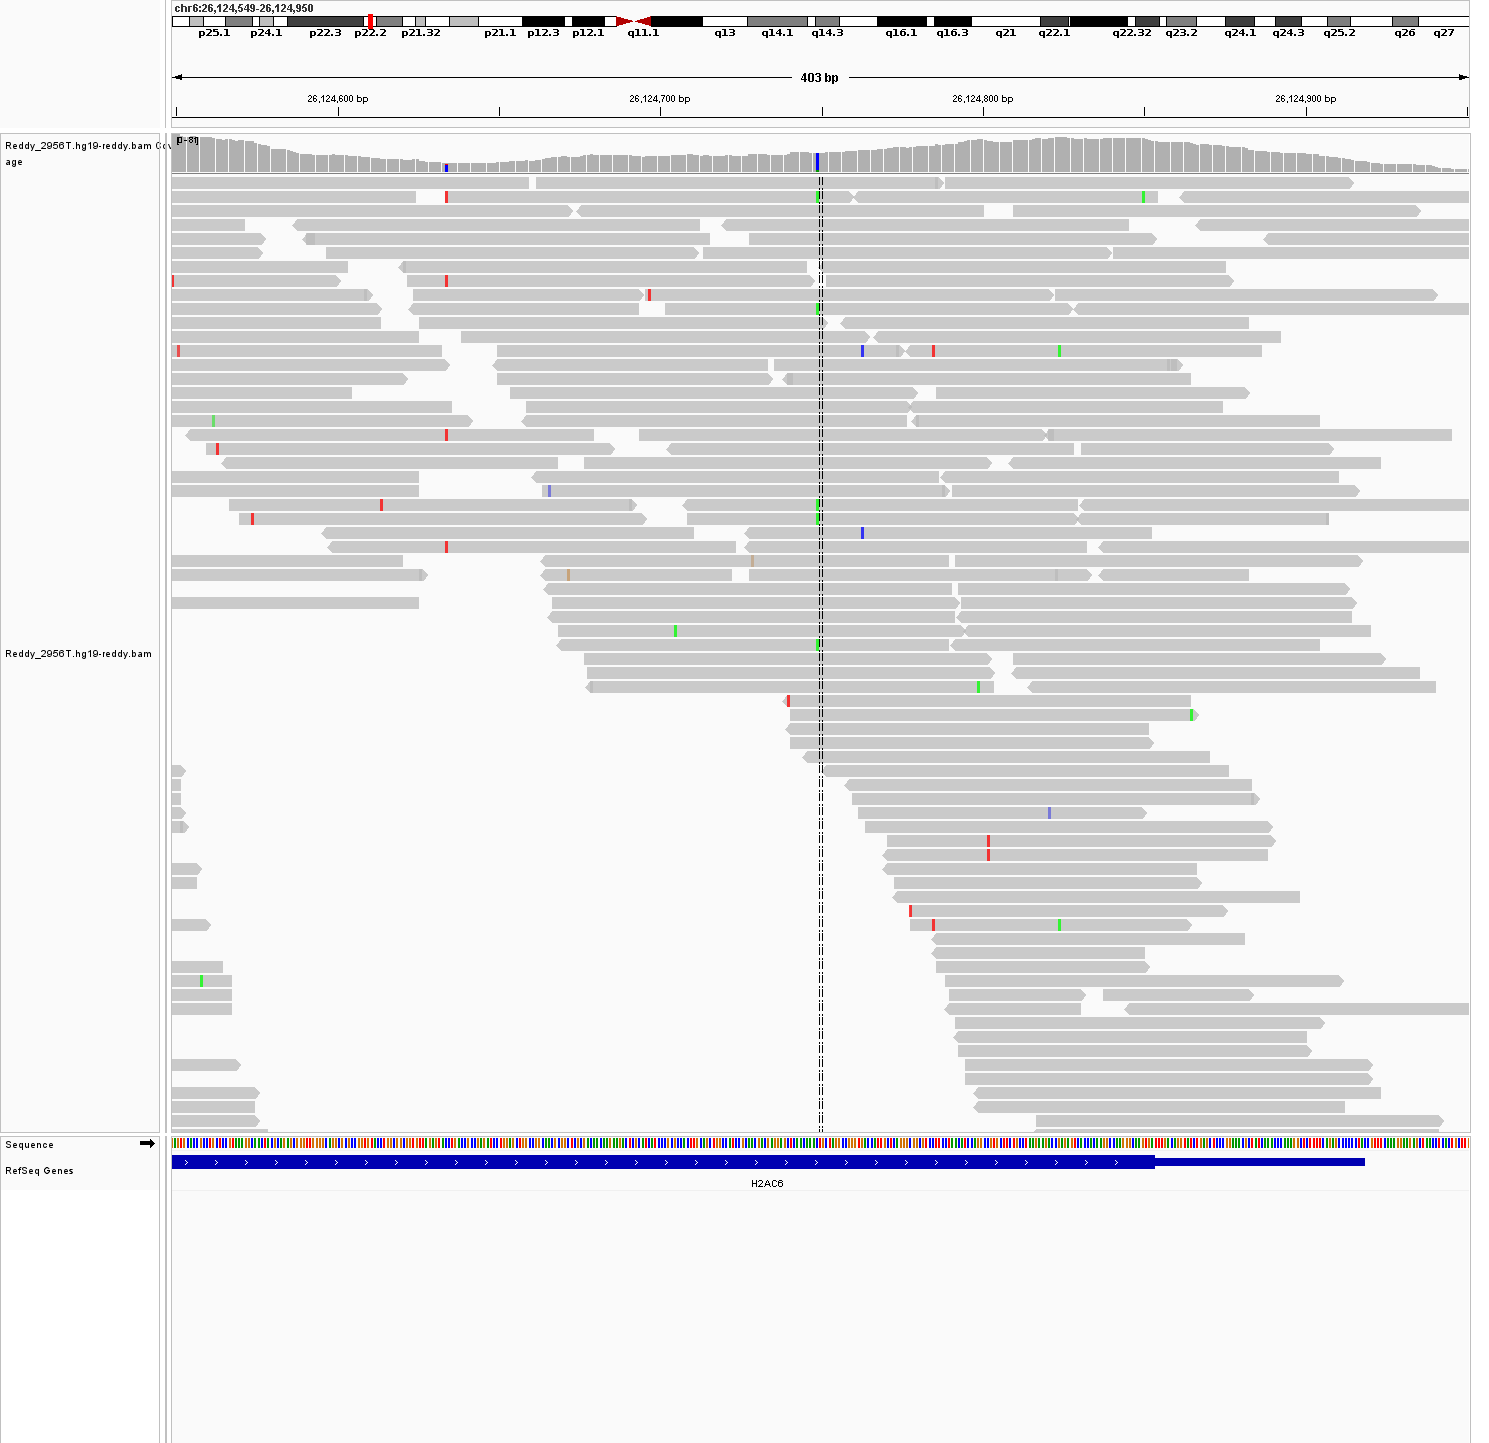 chr6:26,124,549-26,124,950
p25.1 p24.1 p22.3 p22.2 p21.32 p21.1 p12.3 p12.1 q11.1 q13 q14.1 q14.3 q16.1 q16.3 q21 q22.1 q22.32 q23.2 q24.1 q24.3 q25.2 q26 q27
403 bp
26,124,600 bp 26,124,700 bp 26,124,800 bp 26,124,900 bp
Reddy_2956T.hg19-reddy.bam Cov
age
[0-81]
Reddy_2956T.hg19-reddy.bam
Sequence
RefSeq Genes
H2AC6